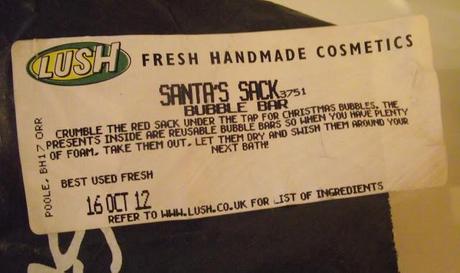 LUSH
FRESH HANDMADE COSMETICS
SANTA'S SACK 3751
BUBBLE BAR
CRUMBLE THE RED SACK UNDER THE TAP FOR CHRISTMAS BUBBLES. THE
PRESENTS INSIDE ARE REUSABLE BUBBLE BARS SO WHEN YOU HAVE PLENTY
OF FOAM, TAKE THEM OUT, LET THEM DRY AND SWISH THEM AROUND YOUR
NEXT BATH!
BEST USED FRESH
16 OCT 12
REFER TO WWW.LUSH.CO.UK FOR LIST OF INGREDIENTS
POOLE, BH17 0RR